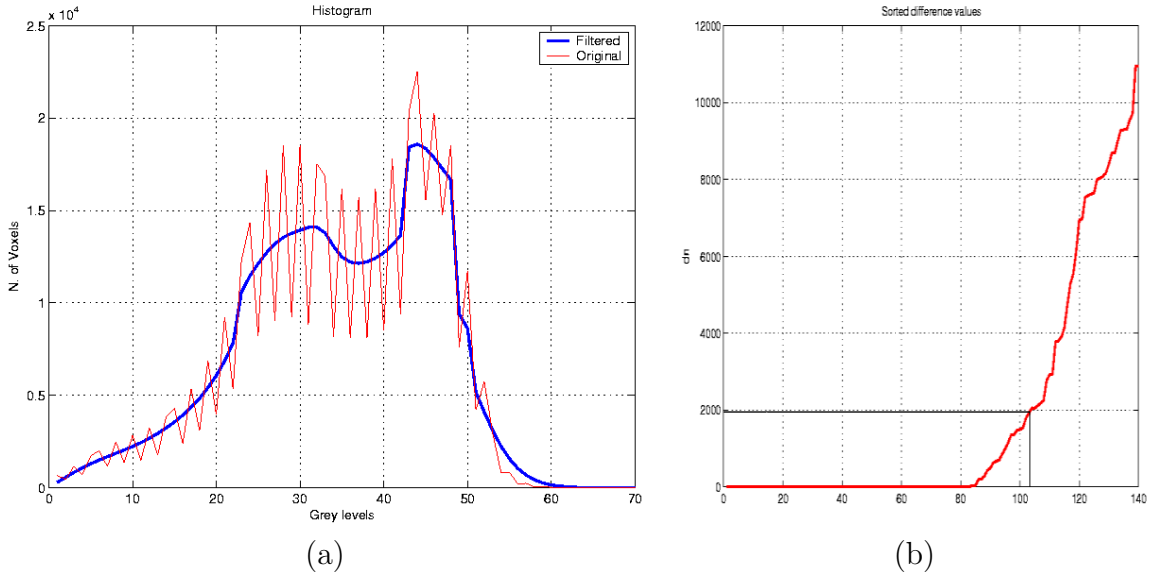 Histogram
x 10^4
2.5
2
1.5
1
0.5
0
0 10 20 30 40 50 60 70
N. of Voxels
Grey levels
Filtered
Original
(a)
Sorted difference values
12000
10000
8000
6000
4000
2000
0
0 20 40 60 80 100 120 140
dn
(b)